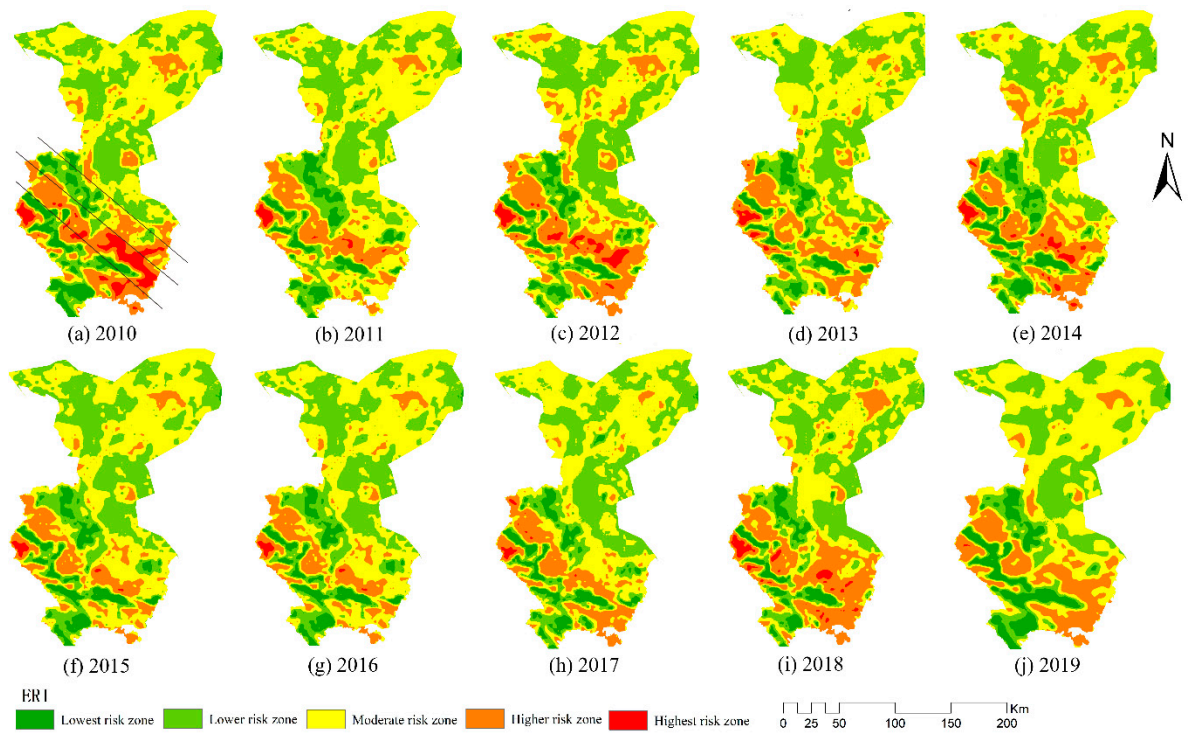 N
(a) 2010
(b) 2011
(c) 2012
(d) 2013
(e) 2014
(f) 2015
(g) 2016
(h) 2017
(i) 2018
(j) 2019
ERI
Lowest risk zone
Lower risk zone
Moderate risk zone
Higher risk zone
Highest risk zone
Km
0 25 50 100 150 200